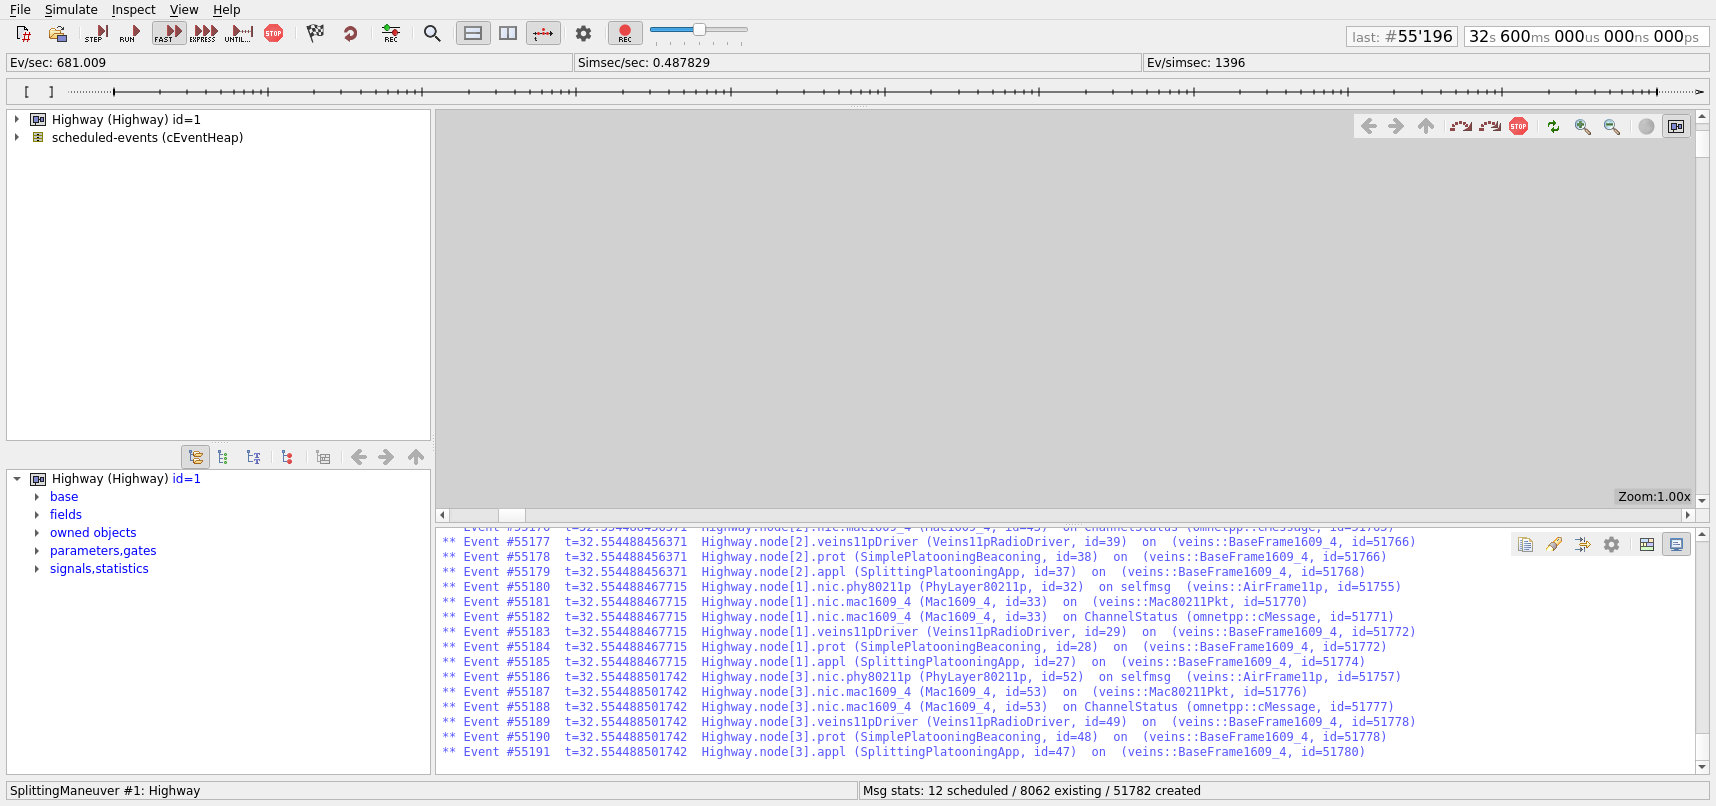 File Simulate Inspect View Help
STEP RUN FAST EXPRESS UNTIL... STOP REC REC
last: #55'196 32s 600ms 000us 000ns 000ps
Ev/sec: 681.009 Simsec/sec: 0.487829 Ev/simsec: 1396
[ ]
Highway (Highway) id=1
scheduled-events (cEventHeap)
STOP
Zoom:1.00x
Highway (Highway) id=1
base
fields
owned objects
parameters,gates
signals,statistics
** Event #55177 t=32.554488456371 Highway.node[2].veins11pDriver (Veins11pRadioDriver, id=39) on (veins::BaseFrame1609_4, id=51766)
** Event #55178 t=32.554488456371 Highway.node[2].prot (SimplePlatooningBeaconing, id=38) on (veins::BaseFrame1609_4, id=51766)
** Event #55179 t=32.554488456371 Highway.node[2].appl (SplittingPlatooningApp, id=37) on (veins::BaseFrame1609_4, id=51768)
** Event #55180 t=32.554488467715 Highway.node[1].nic.phy80211p (PhyLayer80211p, id=32) on selfmsg (veins::AirFrame11p, id=51755)
** Event #55181 t=32.554488467715 Highway.node[1].nic.mac1609_4 (Mac1609_4, id=33) on (veins::Mac80211Pkt, id=51770)
** Event #55182 t=32.554488467715 Highway.node[1].nic.mac1609_4 (Mac1609_4, id=33) on ChannelStatus (omnetpp::cMessage, id=51771)
** Event #55183 t=32.554488467715 Highway.node[1].veins11pDriver (Veins11pRadioDriver, id=29) on (veins::BaseFrame1609_4, id=51772)
** Event #55184 t=32.554488467715 Highway.node[1].prot (SimplePlatooningBeaconing, id=28) on (veins::BaseFrame1609_4, id=51772)
** Event #55185 t=32.554488467715 Highway.node[1].appl (SplittingPlatooningApp, id=27) on (veins::BaseFrame1609_4, id=51774)
** Event #55186 t=32.554488501742 Highway.node[3].nic.phy80211p (PhyLayer80211p, id=52) on selfmsg (veins::AirFrame11p, id=51757)
** Event #55187 t=32.554488501742 Highway.node[3].nic.mac1609_4 (Mac1609_4, id=53) on (veins::Mac80211Pkt, id=51776)
** Event #55188 t=32.554488501742 Highway.node[3].nic.mac1609_4 (Mac1609_4, id=53) on ChannelStatus (omnetpp::cMessage, id=51777)
** Event #55189 t=32.554488501742 Highway.node[3].veins11pDriver (Veins11pRadioDriver, id=49) on (veins::BaseFrame1609_4, id=51778)
** Event #55190 t=32.554488501742 Highway.node[3].prot (SimplePlatooningBeaconing, id=48) on (veins::BaseFrame1609_4, id=51778)
** Event #55191 t=32.554488501742 Highway.node[3].appl (SplittingPlatooningApp, id=47) on (veins::BaseFrame1609_4, id=51780)
SplittingManeuver #1: Highway
Msg stats: 12 scheduled / 8062 existing / 51782 created